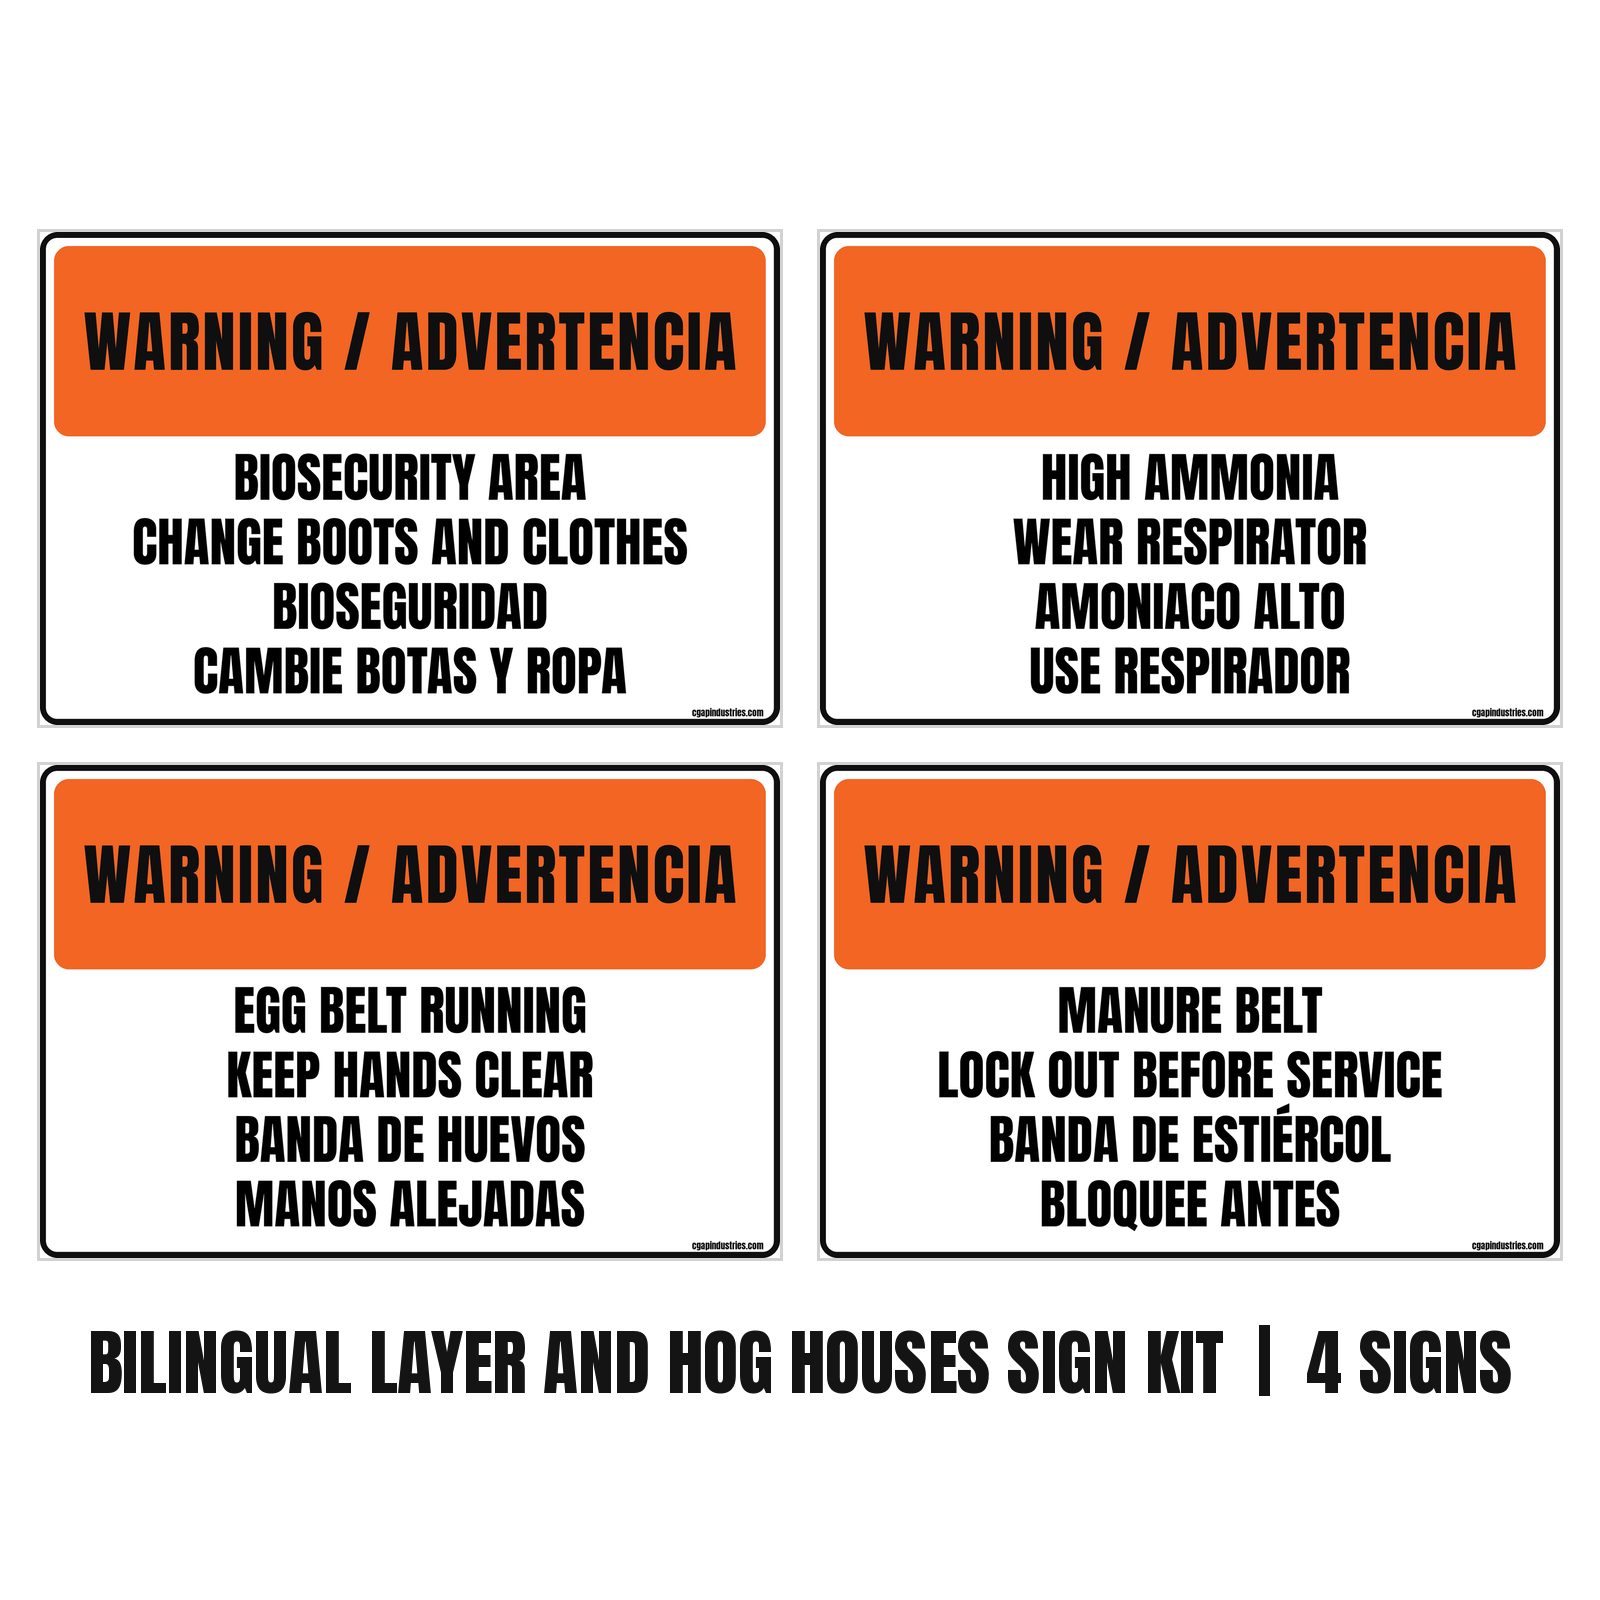 WARNING / ADVERTENCIA
BIOSECURITY AREA
CHANGE BOOTS AND CLOTHES
BIOSEGURIDAD
CAMBIE BOTAS Y ROPA
cgapindustries.com
WARNING / ADVERTENCIA
HIGH AMMONIA
WEAR RESPIRATOR
AMONIACO ALTO
USE RESPIRADOR
cgapindustries.com
WARNING / ADVERTENCIA
EGG BELT RUNNING
KEEP HANDS CLEAR
BANDA DE HUEVOS
MANOS ALEJADAS
cgapindustries.com
WARNING / ADVERTENCIA
MANURE BELT
LOCK OUT BEFORE SERVICE
BANDA DE ESTIÉRCOL
BLOQUEE ANTES
cgapindustries.com
BILINGUAL LAYER AND HOG HOUSES SIGN KIT | 4 SIGNS